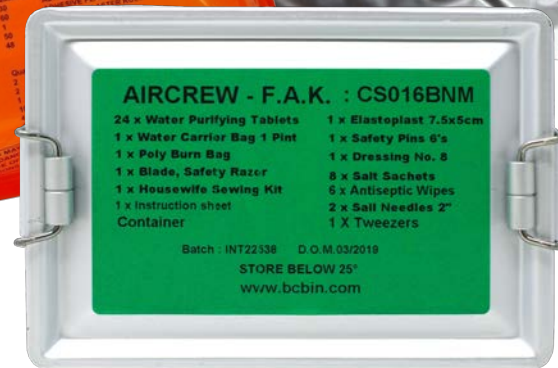 AIRCREW - F.A.K. : CS016BNM
24 x Water Purifying Tablets
1 x Water Carrier Bag 1 Pint
1 x Poly Burn Bag
1 x Blade, Safety Razor
1 x Housewife Sewing Kit
1 x Instruction sheet
Container
1 x Elastoplast 7.5x5cm
1 x Safety Pins 6's
1 x Dressing No. 8
8 x Salt Sachets
6 x Antiseptic Wipes
2 x Sail Needles 2"
1 X Tweezers
Batch : INT22538 D.O.M.03/2019
STORE BELOW 25°
www.bcbin.com